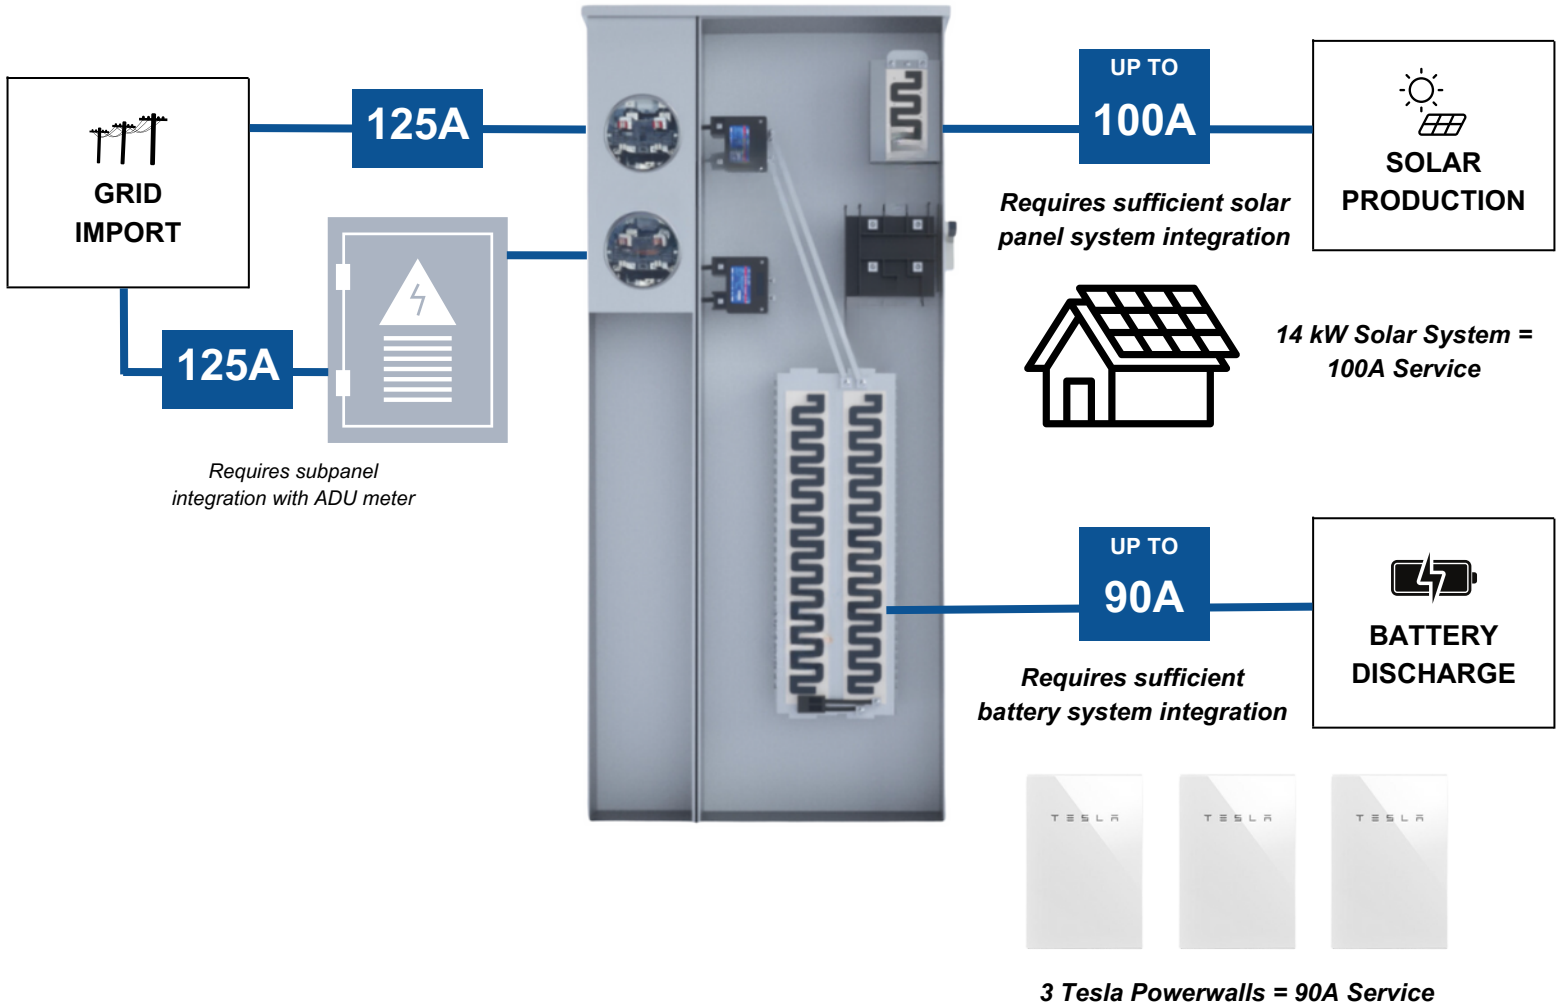 GRID
IMPORT
125A
125A
Requires subpanel
integration with ADU meter
UP TO
100A
SOLAR
PRODUCTION
Requires sufficient solar
panel system integration
14 kW Solar System =
100A Service
UP TO
90A
BATTERY
DISCHARGE
Requires sufficient
battery system integration
TESLA
TESLA
TESLA
3 Tesla Powerwalls = 90A Service